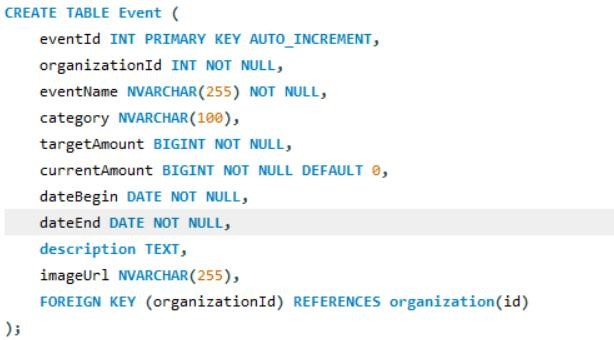 CREATE TABLE Event (
eventId INT PRIMARY KEY AUTO_INCREMENT,
organizationId INT NOT NULL,
eventName NVARCHAR(255) NOT NULL,
category NVARCHAR(100),
targetAmount BIGINT NOT NULL,
currentAmount BIGINT NOT NULL DEFAULT 0,
dateBegin DATE NOT NULL,
dateEnd DATE NOT NULL,
description TEXT,
imageUrl NVARCHAR(255),
FOREIGN KEY (organizationId) REFERENCES organization(id)
);